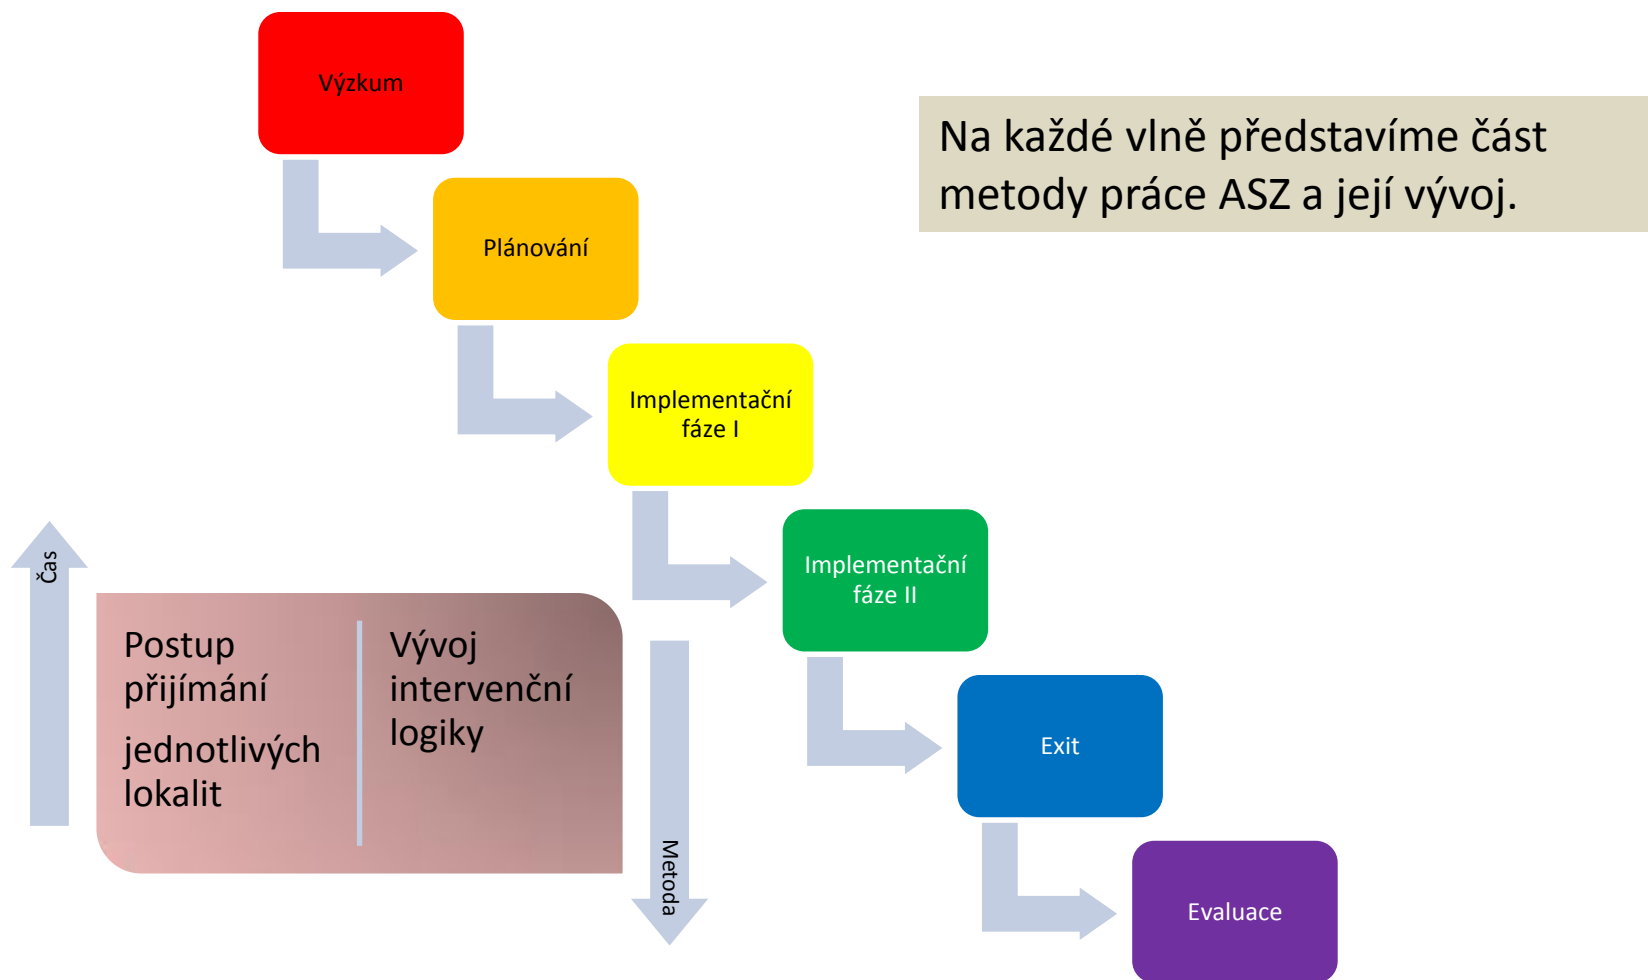 Výzkum
Na každé vlně představíme část
metody práce ASZ a její vývoj.
Plánování
Implementační
fáze I
Implementační
fáze II
Čas
Postup
přijímání
jednotlivých
lokalit
Vývoj
intervenční
logiky
Metoda
Exit
Evaluace